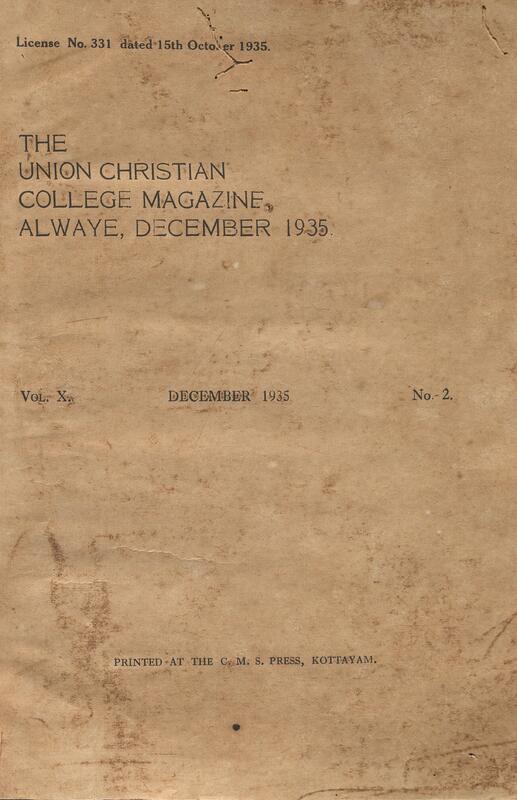 License No. 331 dated 15th October 1935.
THE
UNION CHRISTIAN
COLLEGE MAGAZINE,
ALWAYE, DECEMBER 1935.
VOL. X. DECEMBER 1935 No. 2.
PRINTED AT THE C. M. S. PRESS, KOTTAYAM.